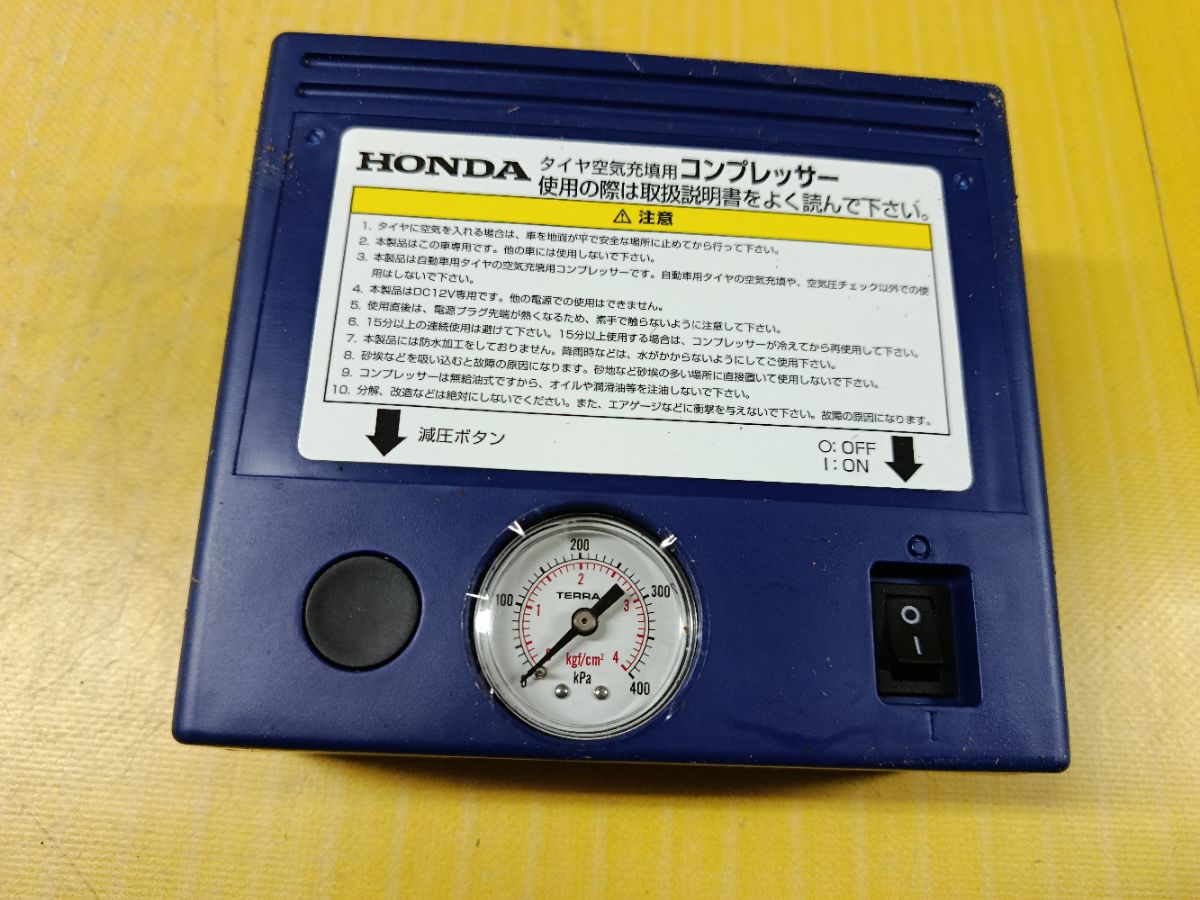 HONDA タイヤ空気充填用コンプレッサー
使用の際は取扱説明書をよく読んで下さい。
⚠ 注意
1. タイヤに空気を入れる場合は、車を地面が平で安全な場所に止めてから行って下さい。
2. 本製品はこの車専用です。他の車には使用しないで下さい。
3. 本製品は自動車用タイヤの空気充填用コンプレッサーです。自動車用タイヤの空気充填や、空気圧チェック以外での使
用はしないで下さい。
4. 本製品はDC12V専用です。他の電源での使用はできません。
5. 使用直後は、電源プラグ先端が熱くなるため、素手で触らないように注意して下さい。
6. 15分以上の連続使用は避けて下さい。15分以上使用する場合は、コンプレッサーが冷えてから再使用して下さい。
7. 本製品には防水加工をしておりません。降雨時などは、水がかからないようにしてご使用下さい。
8. 砂埃などを吸い込むと故障の原因になります。砂地など砂埃の多い場所に直接置いて使用しないで下さい。
9. コンプレッサーは無給油式ですから、オイルや潤滑油等を注油しないで下さい。
10. 分解、改造などは絶対にしないでください。また、エアゲージなどに衝撃を与えないで下さい。故障の原因になります。
減圧ボタン
O: OFF
I: ON
0 100 200 300 400
0 1 2 3 4
TERRA
kgf/cm²
kPa
O
O
I
I